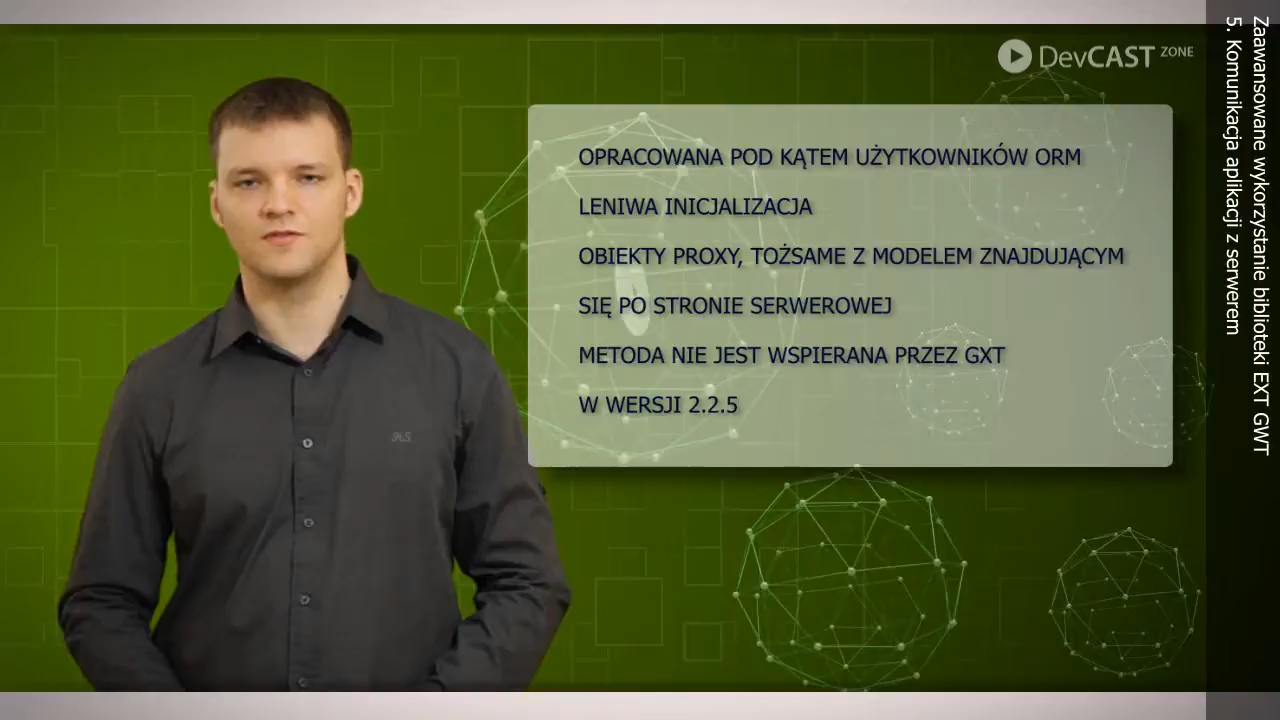 DevCAST ZONE
OPRACOWANA POD KĄTEM UŻYTKOWNIKÓW ORM
LENIWA INICJALIZACJA
OBIEKTY PROXY, TOŻSAME Z MODELEM ZNAJDUJĄCYM
SIĘ PO STRONIE SERWEROWEJ
METODA NIE JEST WSPIERANA PRZEZ GXT
W WERSJI 2.2.5
Zaawansowane wykorzystanie biblioteki EXT GWT
5. Komunikacja aplikacji z serwerem